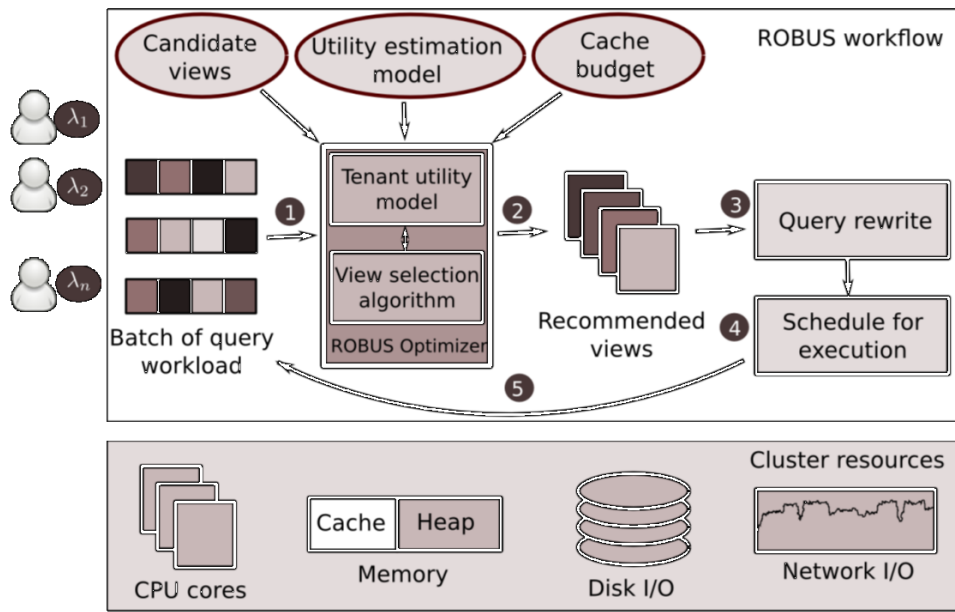 Candidate
views
Utility estimation
model
Cache
budget
ROBUS workflow
λ1
λ2
λn
1
Tenant utility
model
View selection
algorithm
ROBUS Optimizer
Batch of query
workload
2
Recommended
views
3
Query rewrite
4
Schedule for
execution
5
Cluster resources
CPU cores
Cache
Heap
Memory
Disk I/O
Network I/O